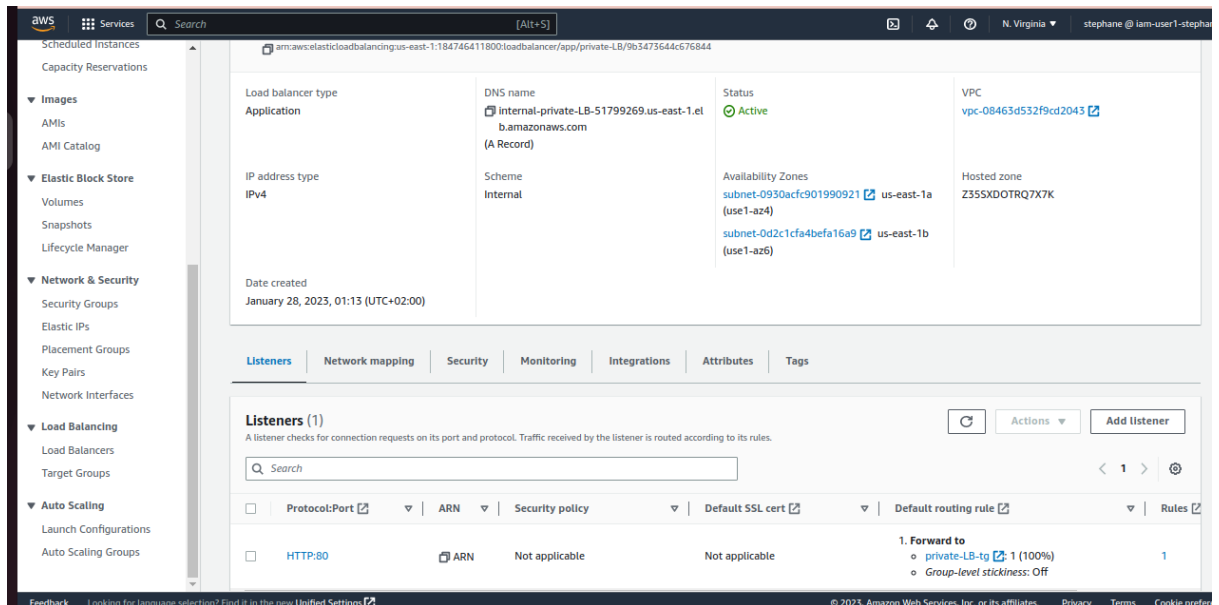 aws
Services
Search
[Alt+S]
N. Virginia
stephane @ iam-user1-stephan
Scheduled Instances
Capacity Reservations
Images
AMIs
AMI Catalog
Elastic Block Store
Volumes
Snapshots
Lifecycle Manager
Network & Security
Security Groups
Elastic IPs
Placement Groups
Key Pairs
Network Interfaces
Load Balancing
Load Balancers
Target Groups
Auto Scaling
Launch Configurations
Auto Scaling Groups
arn:aws:elasticloadbalancing:us-east-1:184746411800:loadbalancer/app/private-LB/9b3473644c676844
Load balancer type
Application
DNS name
internal-private-LB-51799269.us-east-1.el
b.amazonaws.com
(A Record)
Status
Active
VPC
vpc-08463d532f9cd2043
IP address type
IPv4
Scheme
Internal
Availability Zones
subnet-0930acfc901990921 us-east-1a
(use1-az4)
subnet-0d2c1cfa4befa16a9 us-east-1b
(use1-az6)
Hosted zone
Z35SXDOTRQ7X7K
Date created
January 28, 2023, 01:13 (UTC+02:00)
Listeners
Network mapping
Security
Monitoring
Integrations
Attributes
Tags
Listeners (1)
A listener checks for connection requests on its port and protocol. Traffic received by the listener is routed according to its rules.
Actions
Add listener
Search
1
Protocol:Port
ARN
Security policy
Default SSL cert
Default routing rule
Rules
HTTP:80
ARN
Not applicable
Not applicable
1. Forward to
private-LB-tg: 1 (100%)
Group-level stickiness: Off
1
Feedback
Looking for language selection? Find it in the new Unified Settings
© 2023, Amazon Web Services, Inc. or its affiliates.
Privacy
Terms
Cookie prefere